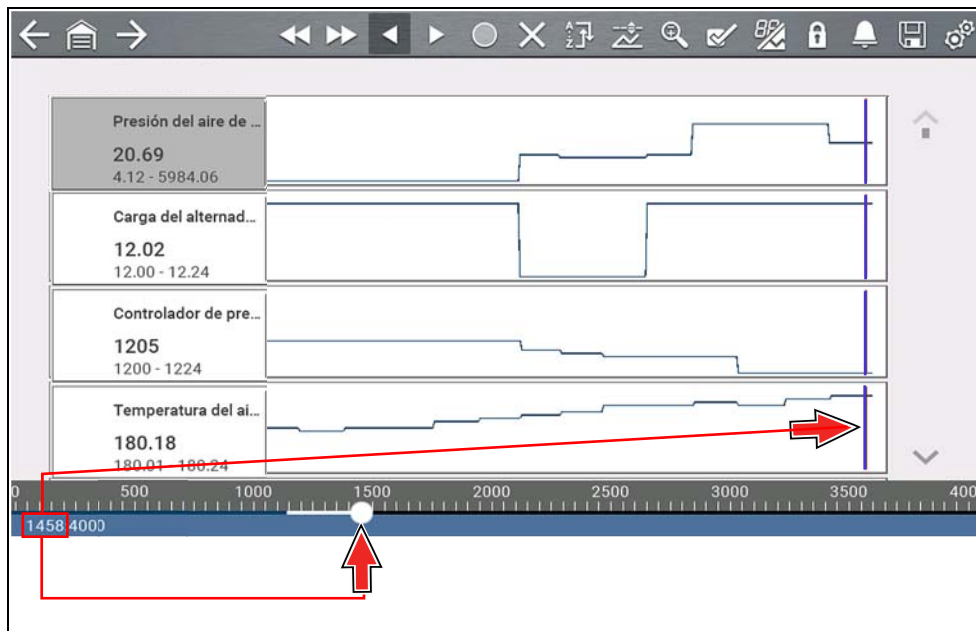 Presión del aire de ...
20.69
4.12 - 5984.06
Carga del alternad...
12.02
12.00 - 12.24
Controlador de pre...
1205
1200 - 1224
Temperatura del ai...
180.18
180.01 - 180.24
0 500 1000 1500 2000 2500 3000 3500 400
1458/4000